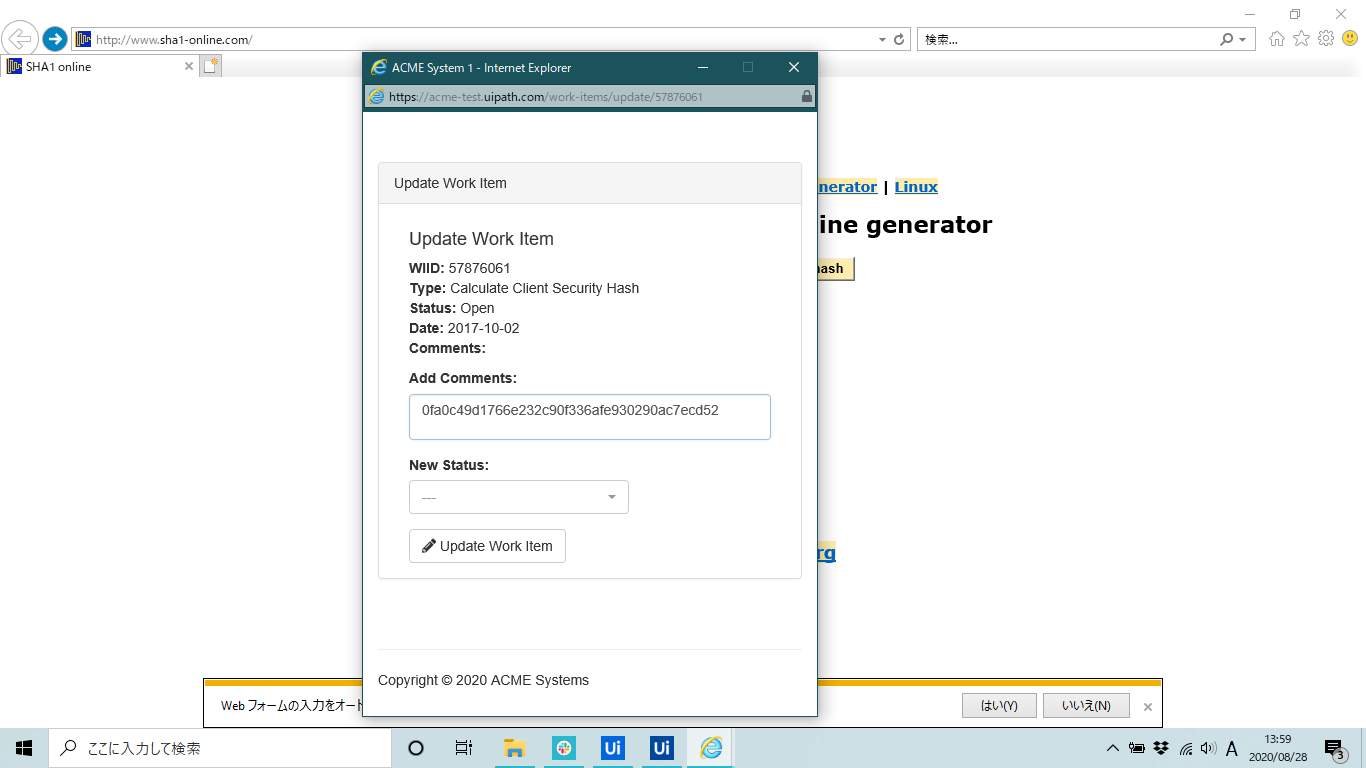 http://www.sha1-online.com/
検索...
SHA1 online
ACME System 1 - Internet Explorer
https://acme-test.uipath.com/work-items/update/57876061
nerator | Linux
ine generator
hash
rg
Update Work Item
Update Work Item
WIID: 57876061
Type: Calculate Client Security Hash
Status: Open
Date: 2017-10-02
Comments:
Add Comments:
0fa0c49d1766e232c90f336afe930290ac7ecd52
New Status:
---
Update Work Item
Copyright © 2020 ACME Systems
Web フォームの入力をオート
はい(Y)
いいえ(N)
ここに入力して検索
Ui
Ui
A
13:59
2020/08/28
3